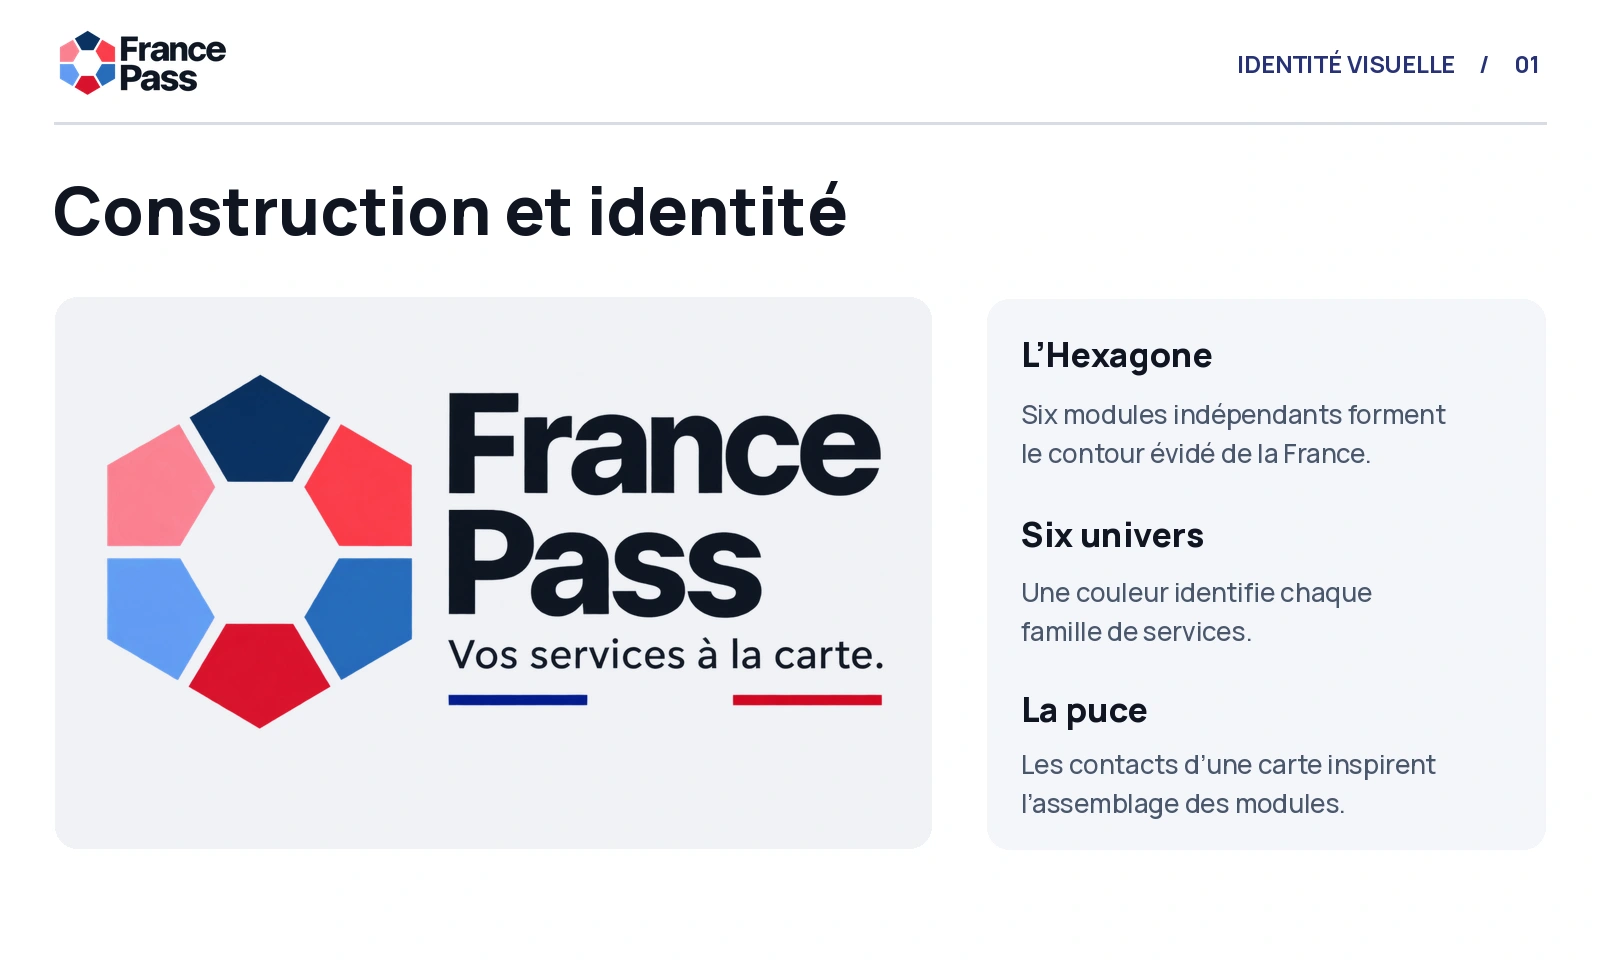 France
Pass
IDENTITÉ VISUELLE / 01
Construction et identité
France
Pass
Vos services à la carte.
L’Hexagone
Six modules indépendants forment
le contour évidé de la France.
Six univers
Une couleur identifie chaque
famille de services.
La puce
Les contacts d’une carte inspirent
l’assemblage des modules.